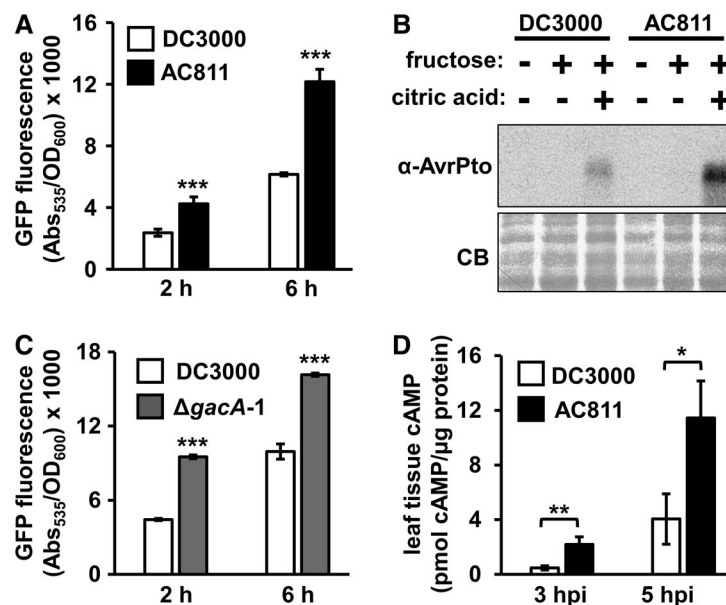 A
GFP fluorescence
(Abs535/OD600) x 1000
16
12
8
4
0
DC3000
AC811
***
***
2 h
6 h
B
DC3000 AC811
fructose: - + + - + +
citric acid: - - + - - +
α-AvrPto
CB
C
GFP fluorescence
(Abs535/OD600) x 1000
18
12
6
0
DC3000
ΔgacA-1
***
***
2 h
6 h
D
leaf tissue cAMP
(pmol cAMP/µg protein)
16
12
8
4
0
DC3000
AC811
**
*
3 hpi
5 hpi